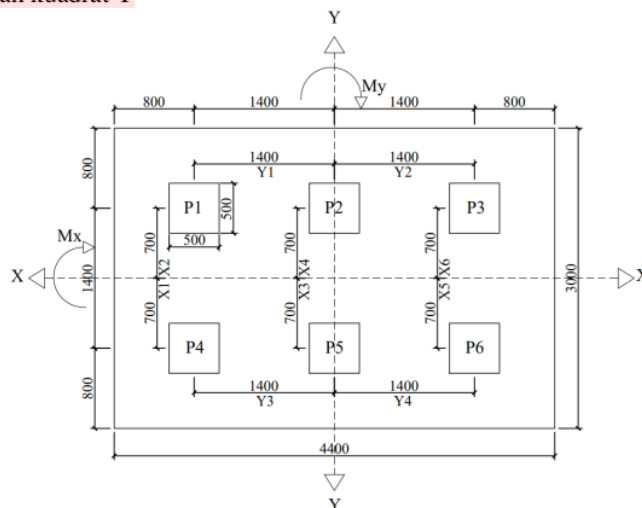 an kuadrat 1
Y
My
800 1400 1400 800
1400 1400
Y1 Y2
800
P1 P2 P3
500
500
Mx
700 700 700
X2 X4 X6
X X
1400
3000
X1 X3 X5
700 700 700
P4 P5 P6
1400 1400
Y3 Y4
800
4400
Y